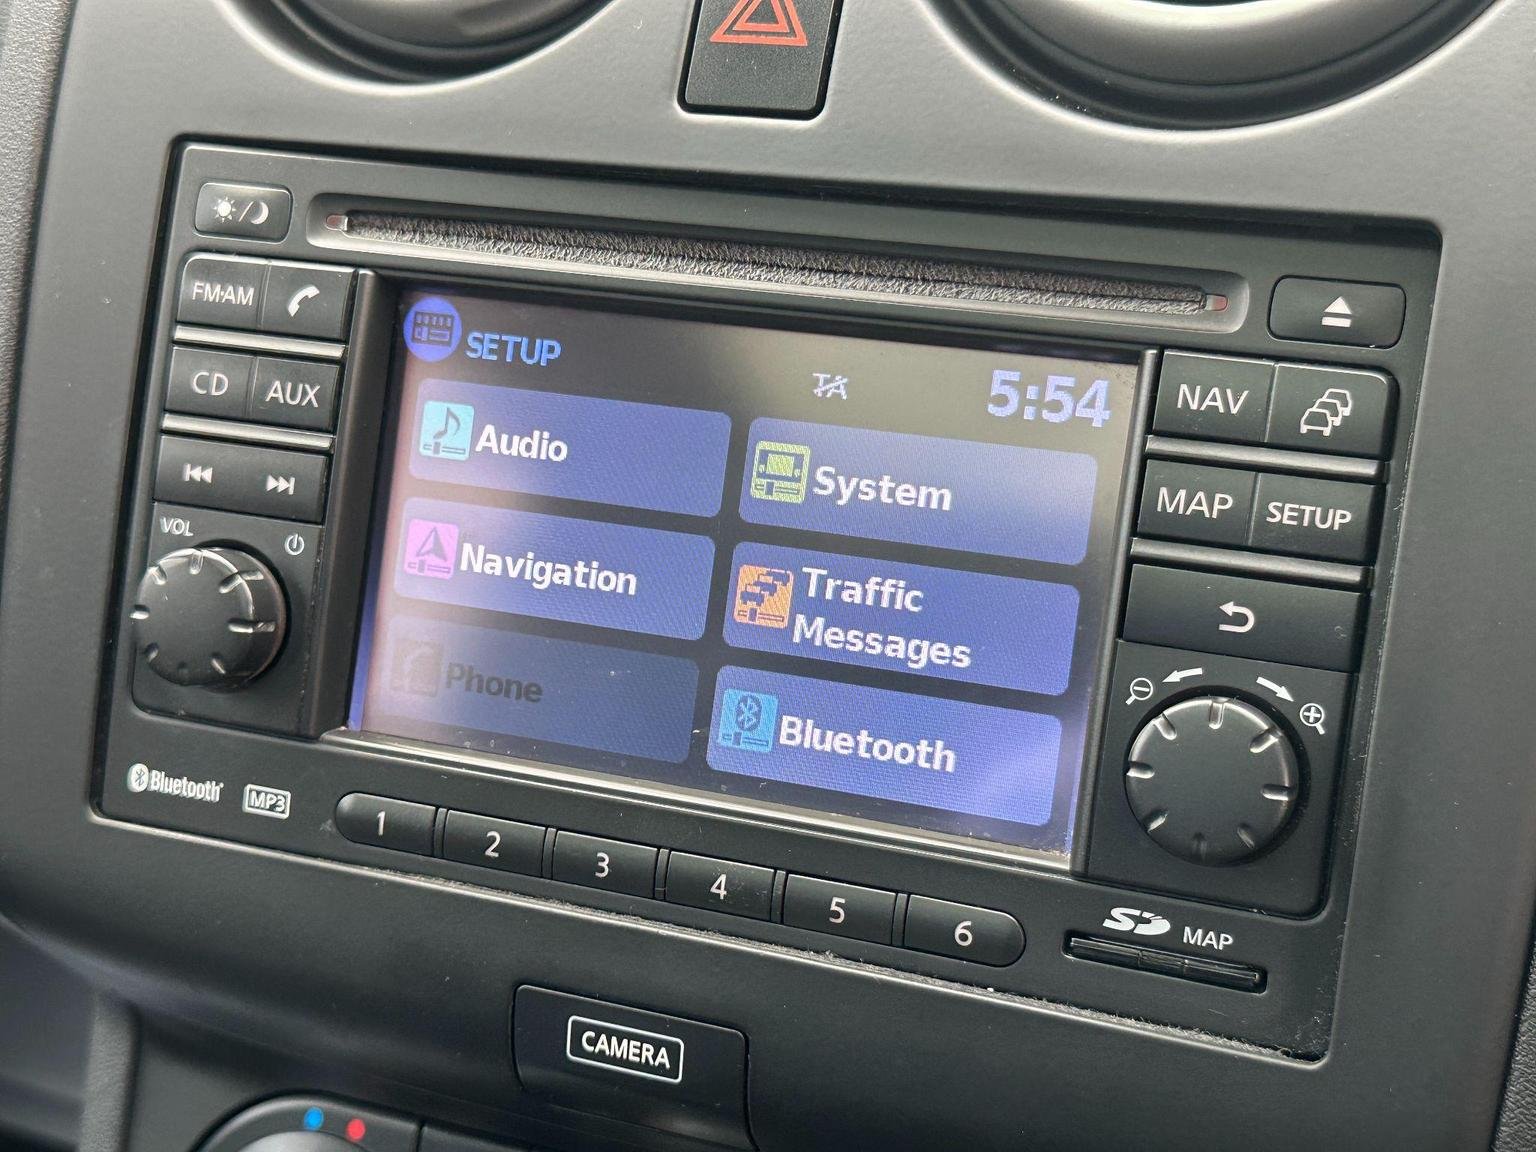 FM·AM
CD
AUX
VOL
SETUP
TA
5:54
Audio
System
Navigation
Traffic
Messages
Phone
Bluetooth
NAV
MAP
SETUP
Bluetooth
MP3
1
2
3
4
5
6
SD
MAP
CAMERA